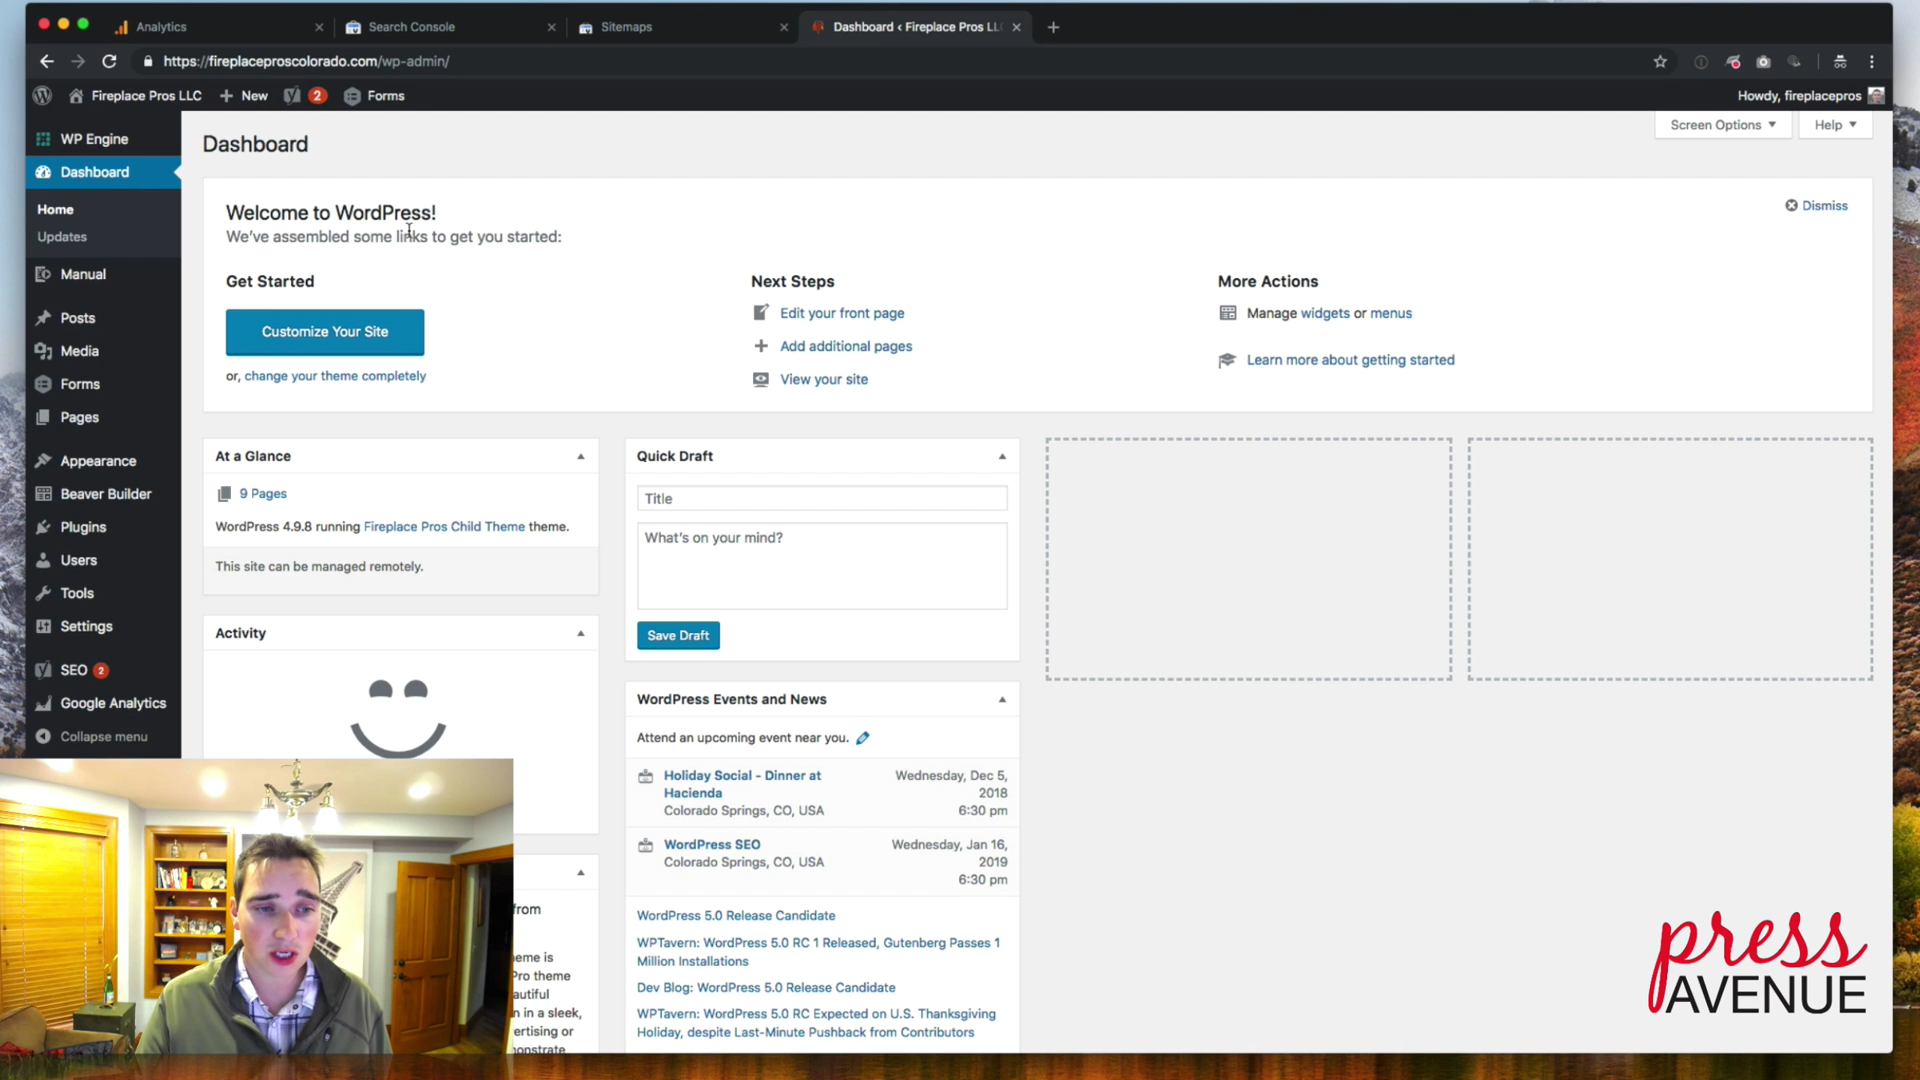 Analytics
Search Console
Sitemaps
Dashboard ‹ Fireplace Pros LL
https://fireplaceproscolorado.com/wp-admin/
Fireplace Pros LLC
New
2
Forms
Howdy, fireplacepros
WP Engine
Dashboard
Home
Updates
Manual
Posts
Media
Forms
Pages
Appearance
Beaver Builder
Plugins
Users
Tools
Settings
SEO 2
Google Analytics
Collapse menu
Dashboard
Screen Options
Help
Welcome to WordPress!
We've assembled some links to get you started:
Dismiss
Get Started
Customize Your Site
or, change your theme completely
Next Steps
Edit your front page
Add additional pages
View your site
More Actions
Manage widgets or menus
Learn more about getting started
At a Glance
9 Pages
WordPress 4.9.8 running Fireplace Pros Child Theme theme.
This site can be managed remotely.
Activity
from
eme is
Pro theme
autiful
n in a sleek,
ertising or
Quick Draft
Title
What's on your mind?
Save Draft
WordPress Events and News
Attend an upcoming event near you.
Holiday Social - Dinner at
Hacienda
Colorado Springs, CO, USA
Wednesday, Dec 5,
2018
6:30 pm
WordPress SEO
Colorado Springs, CO, USA
Wednesday, Jan 16,
2019
6:30 pm
WordPress 5.0 Release Candidate
WPTavern: WordPress 5.0 RC 1 Released, Gutenberg Passes 1
Million Installations
Dev Blog: WordPress 5.0 Release Candidate
WPTavern: WordPress 5.0 RC Expected on U.S. Thanksgiving
Holiday, despite Last-Minute Pushback from Contributors
press
AVENUE